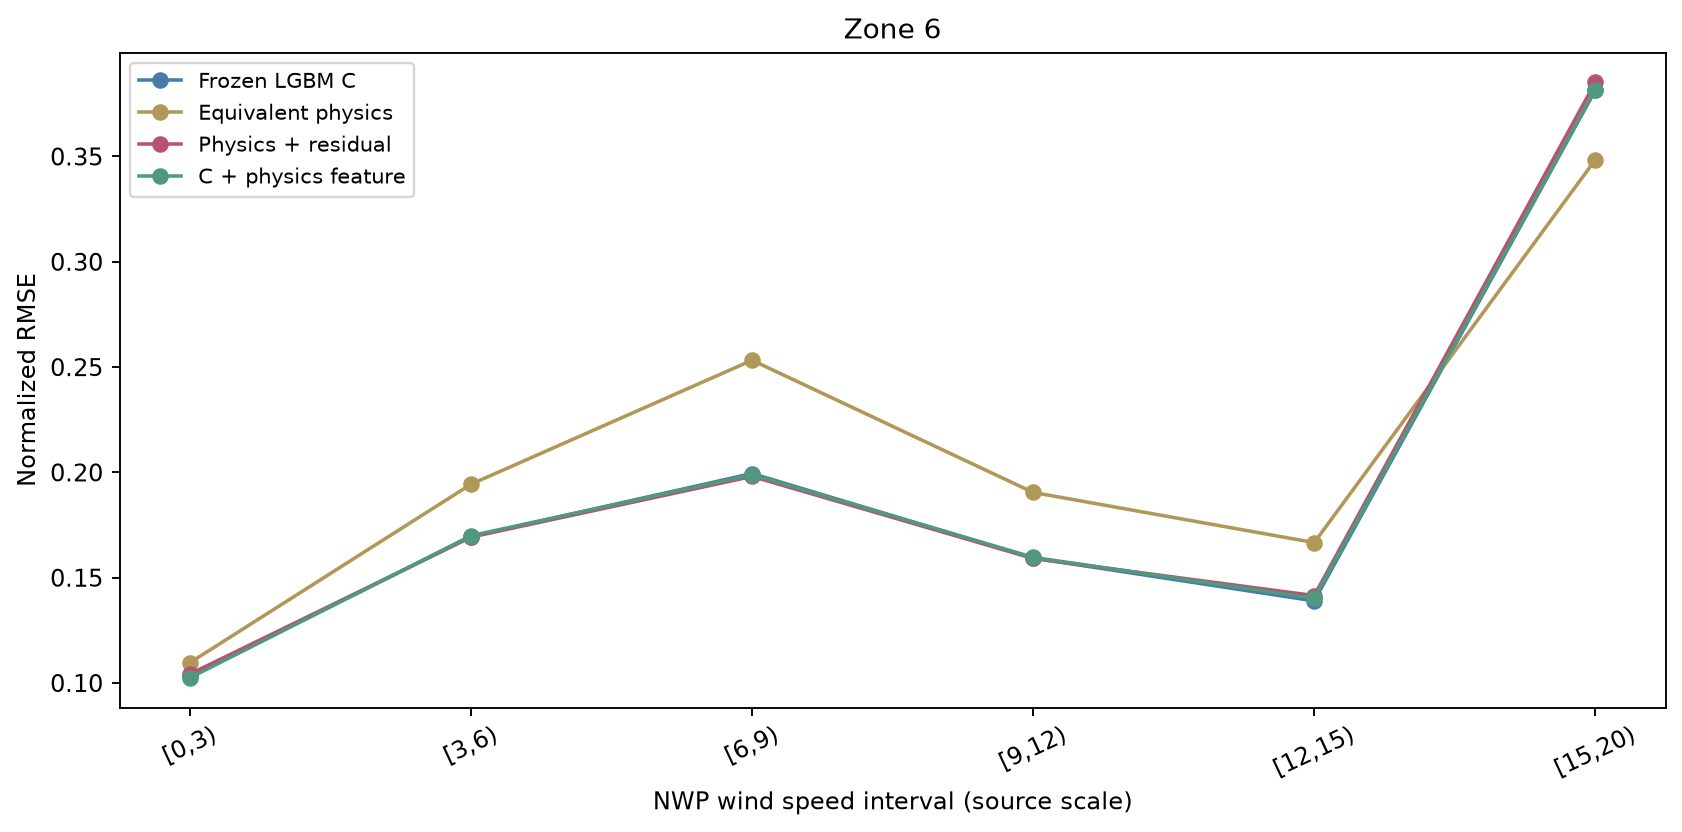 Zone 6
Frozen LGBM C
Equivalent physics
Physics + residual
C + physics feature
Normalized RMSE
0.35
0.30
0.25
0.20
0.15
0.10
[0,3)
[3,6)
[6,9)
[9,12)
[12,15)
[15,20)
NWP wind speed interval (source scale)